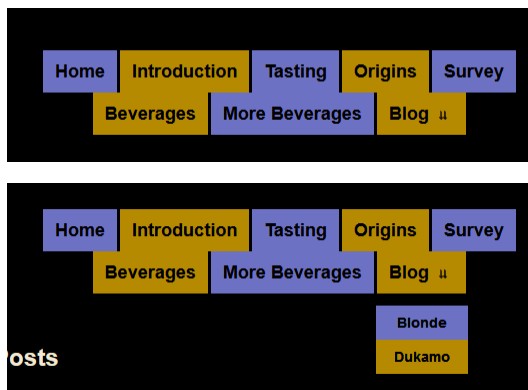 Home Introduction Tasting Origins Survey
Beverages More Beverages Blog ⇊
Home Introduction Tasting Origins Survey
Beverages More Beverages Blog ⇊
Blonde
osts
Dukamo